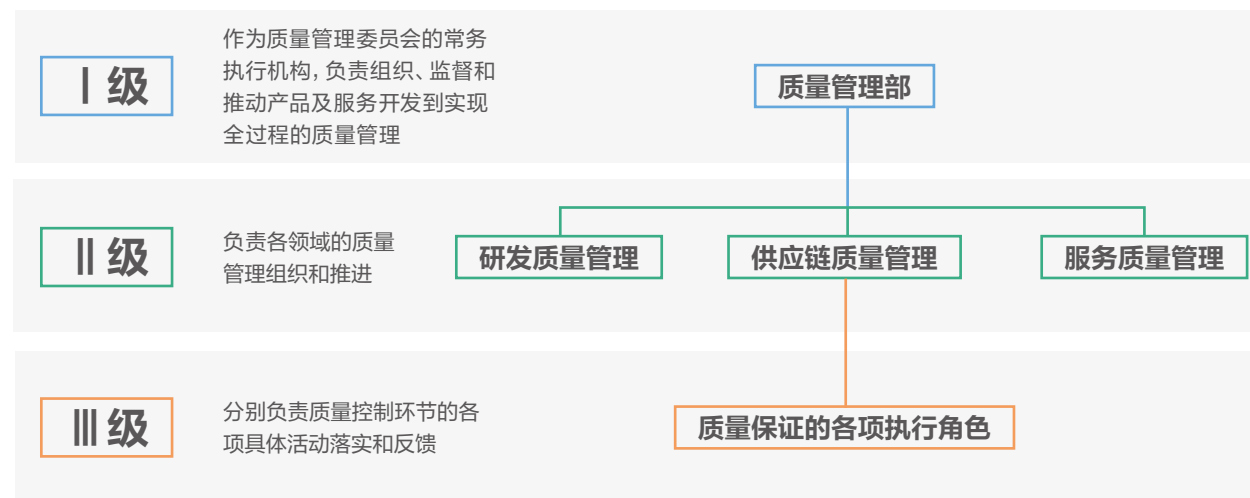 Ⅰ级
作为质量管理委员会的常务
执行机构，负责组织、监督和
推动产品及服务开发到实现
全过程的质量管理
质量管理部
Ⅱ级
负责各领域的质量
管理组织和推进
研发质量管理
供应链质量管理
服务质量管理
Ⅲ级
分别负责质量控制环节的各
项具体活动落实和反馈
质量保证的各项执行角色